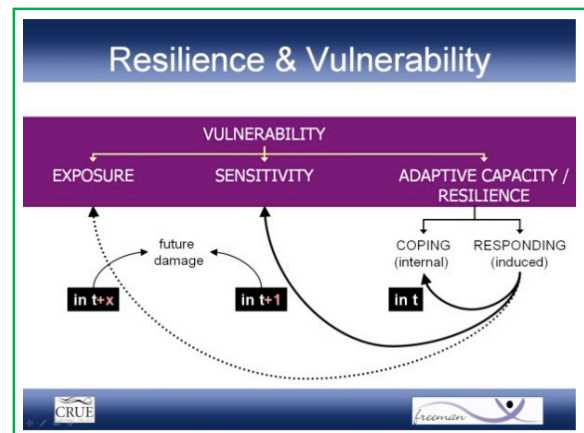 Resilience & Vulnerability
VULNERABILITY
EXPOSURE
SENSITIVITY
ADAPTIVE CAPACITY /
RESILIENCE
COPING
(internal)
RESPONDING
(induced)
future
damage
in t+x
in t+1
in t
CRUE
freeman